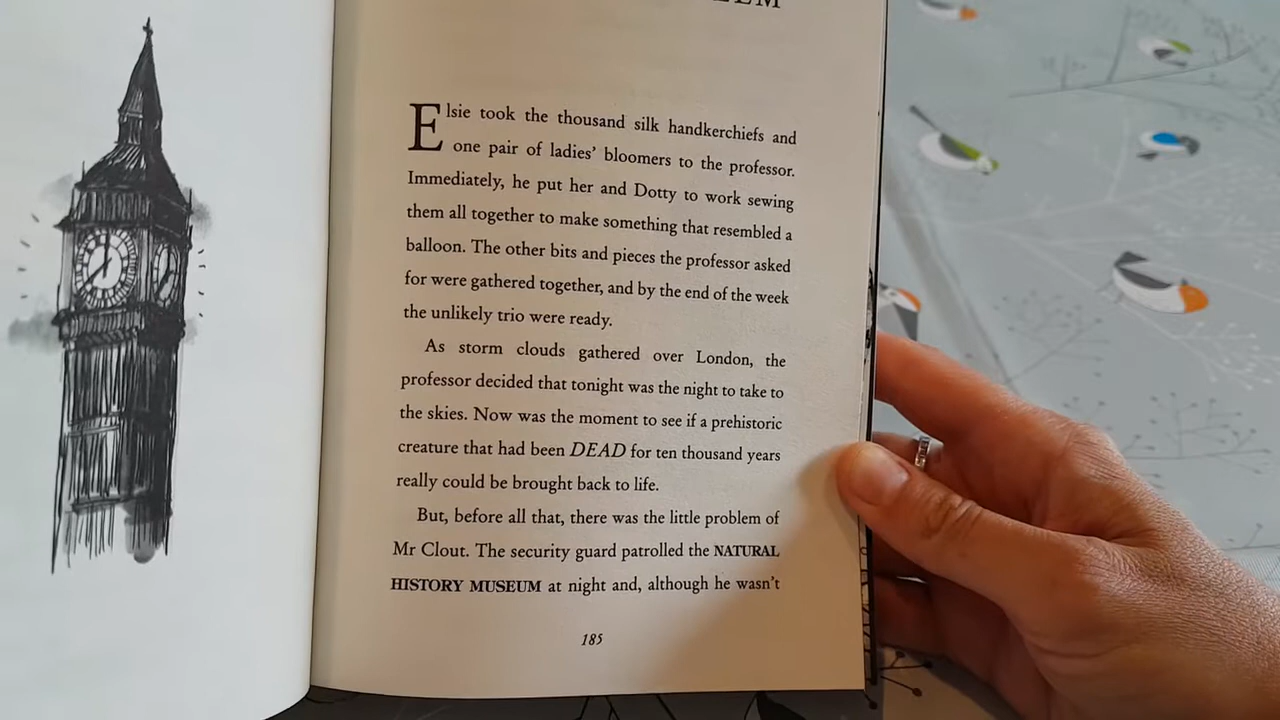 Elsie took the thousand silk handkerchiefs and
one pair of ladies’ bloomers to the professor.
Immediately, he put her and Dotty to work sewing
them all together to make something that resembled a
balloon. The other bits and pieces the professor asked
for were gathered together, and by the end of the week
the unlikely trio were ready.
As storm clouds gathered over London, the
professor decided that tonight was the night to take to
the skies. Now was the moment to see if a prehistoric
creature that had been DEAD for ten thousand years
really could be brought back to life.
But, before all that, there was the little problem of
Mr Clout. The security guard patrolled the NATURAL
HISTORY MUSEUM at night and, although he wasn’t
185